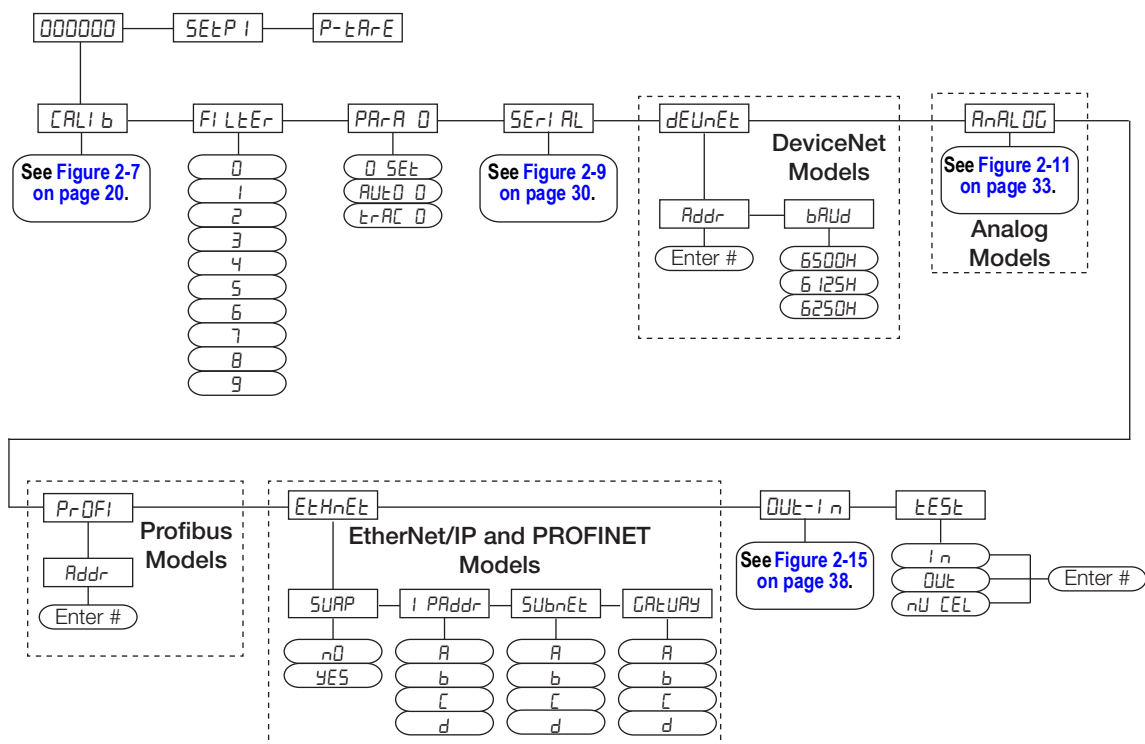 000000
SEtP1
P-tArE
CALIb
FILtEr
PArA 0
SErIAL
dEUnEt
AnALOG
See Figure 2-7
on page 20.
0
1
2
3
4
5
6
7
8
9
0 SEt
AUtO 0
trAC 0
See Figure 2-9
on page 30.
DeviceNet
Models
Addr
bAUd
Enter #
6500H
6125H
6250H
See Figure 2-11
on page 33.
Analog
Models
PrOFI
Profibus
Models
Addr
Enter #
EtHnEt
EtherNet/IP and PROFINET
Models
SUAP
IPAddr
SUbnEt
GAtUAY
nO
YES
A
b
C
d
A
b
C
d
A
b
C
d
OUt-In
See Figure 2-15
on page 38.
tESt
In
OUt
nU CEL
Enter #